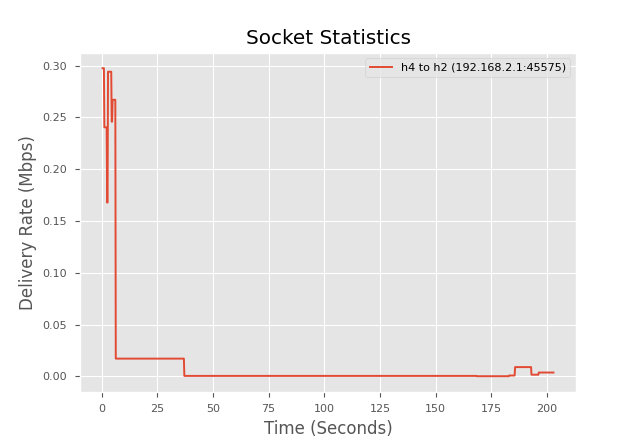 Socket Statistics
h4 to h2 (192.168.2.1:45575)
Delivery Rate (Mbps)
0.30
0.25
0.20
0.15
0.10
0.05
0.00
0 25 50 75 100 125 150 175 200
Time (Seconds)